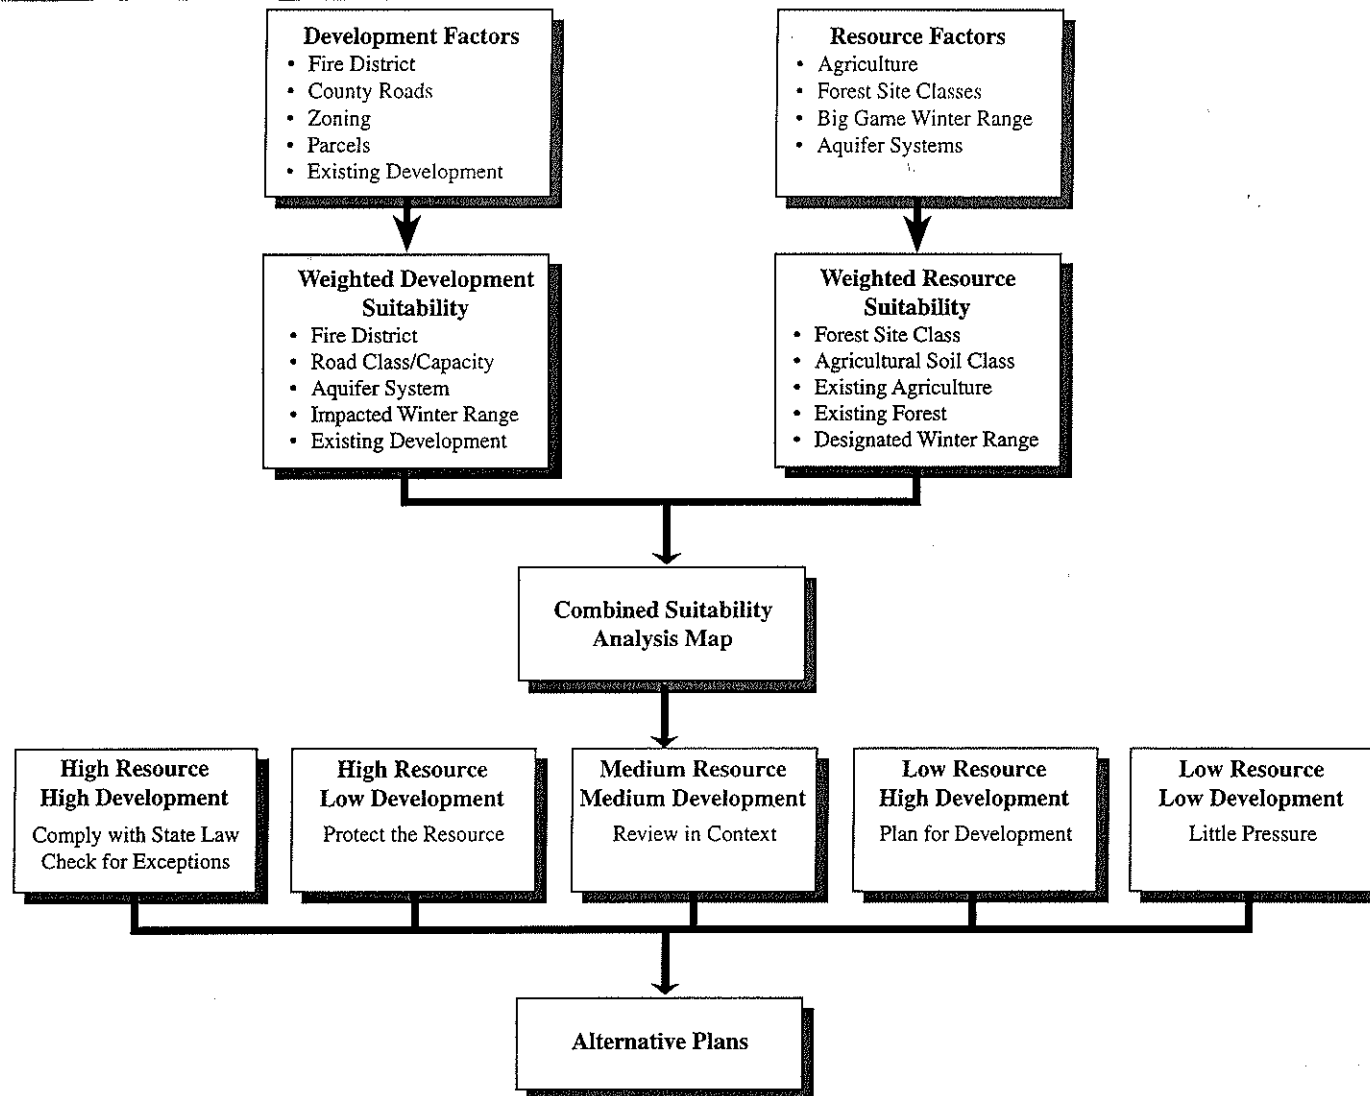 Development Factors
• Fire District
• County Roads
• Zoning
• Parcels
• Existing Development
Resource Factors
• Agriculture
• Forest Site Classes
• Big Game Winter Range
• Aquifer Systems
Weighted Development
Suitability
• Fire District
• Road Class/Capacity
• Aquifer System
• Impacted Winter Range
• Existing Development
Weighted Resource
Suitability
• Forest Site Class
• Agricultural Soil Class
• Existing Agriculture
• Existing Forest
• Designated Winter Range
Combined Suitability
Analysis Map
High Resource
High Development
Comply with State Law
Check for Exceptions
High Resource
Low Development
Protect the Resource
Medium Resource
Medium Development
Review in Context
Low Resource
High Development
Plan for Development
Low Resource
Low Development
Little Pressure
Alternative Plans